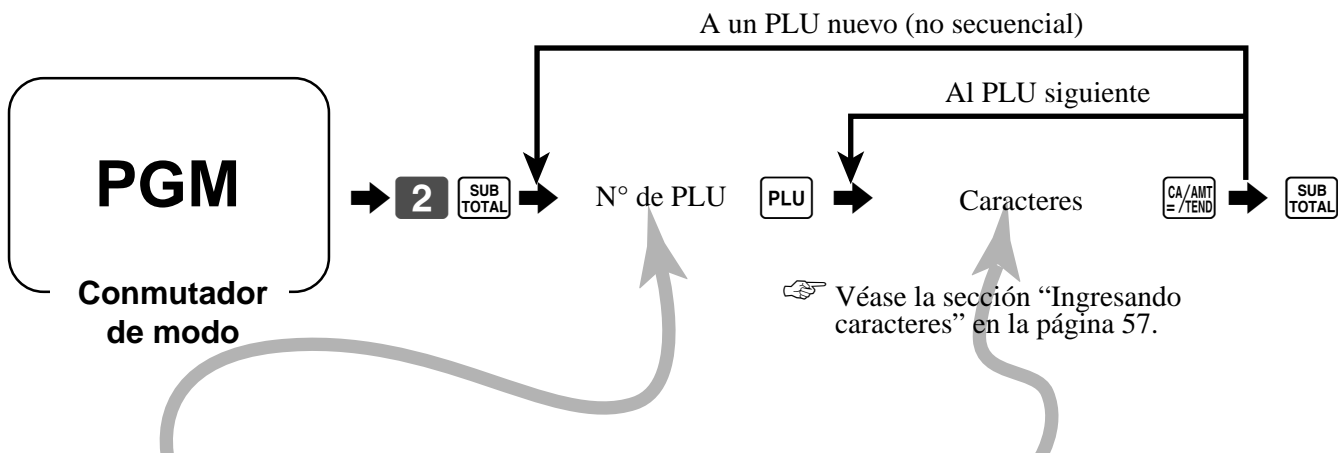 A un PLU nuevo (no secuencial)
Al PLU siguiente
PGM
2 SUB TOTAL N° de PLU PLU Caracteres CA/AMT = /TEND SUB TOTAL
Conmutador
de modo
Véase la sección “Ingresando
caracteres” en la página 57.